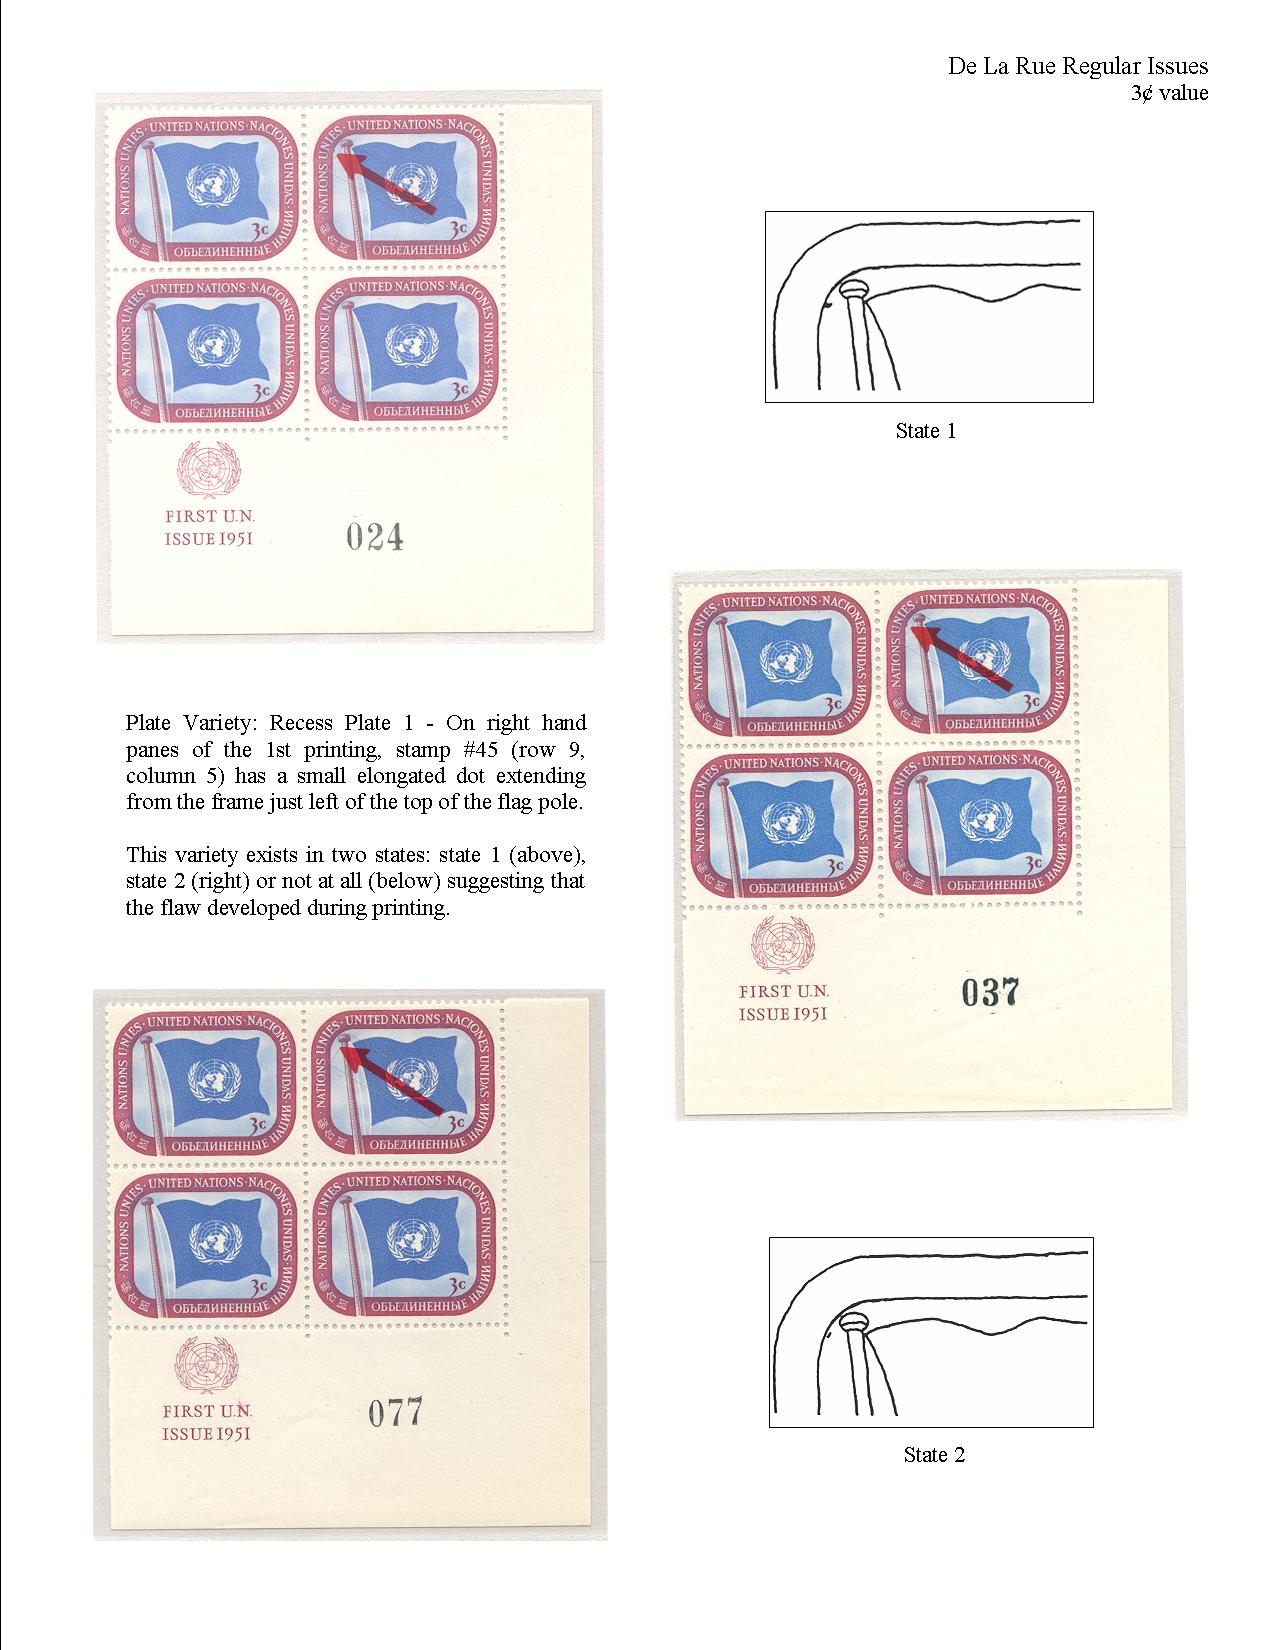 De La Rue Regular Issues
3¢ value
NATIONS UNIES · UNITED NATIONS · NACIONES UNIDAS · ОБЪЕДИНЕННЫЕ НАЦИИ
3c
NATIONS UNIES · UNITED NATIONS · NACIONES UNIDAS · ОБЪЕДИНЕННЫЕ НАЦИИ
3c
NATIONS UNIES · UNITED NATIONS · NACIONES UNIDAS · ОБЪЕДИНЕННЫЕ НАЦИИ
3c
NATIONS UNIES · UNITED NATIONS · NACIONES UNIDAS · ОБЪЕДИНЕННЫЕ НАЦИИ
3c
FIRST U.N.
ISSUE 1951
024
State 1
Plate Variety: Recess Plate 1 - On right hand
panes of the 1st printing, stamp #45 (row 9,
column 5) has a small elongated dot extending
from the frame just left of the top of the flag pole.
This variety exists in two states: state 1 (above),
state 2 (right) or not at all (below) suggesting that
the flaw developed during printing.
NATIONS UNIES · UNITED NATIONS · NACIONES UNIDAS · ОБЪЕДИНЕННЫЕ НАЦИИ
3c
NATIONS UNIES · UNITED NATIONS · NACIONES UNIDAS · ОБЪЕДИНЕННЫЕ НАЦИИ
3c
NATIONS UNIES · UNITED NATIONS · NACIONES UNIDAS · ОБЪЕДИНЕННЫЕ НАЦИИ
3c
NATIONS UNIES · UNITED NATIONS · NACIONES UNIDAS · ОБЪЕДИНЕННЫЕ НАЦИИ
3c
FIRST U.N.
ISSUE 1951
037
NATIONS UNIES · UNITED NATIONS · NACIONES UNIDAS · ОБЪЕДИНЕННЫЕ НАЦИИ
3c
NATIONS UNIES · UNITED NATIONS · NACIONES UNIDAS · ОБЪЕДИНЕННЫЕ НАЦИИ
3c
NATIONS UNIES · UNITED NATIONS · NACIONES UNIDAS · ОБЪЕДИНЕННЫЕ НАЦИИ
3c
NATIONS UNIES · UNITED NATIONS · NACIONES UNIDAS · ОБЪЕДИНЕННЫЕ НАЦИИ
3c
FIRST U.N.
ISSUE 1951
077
State 2